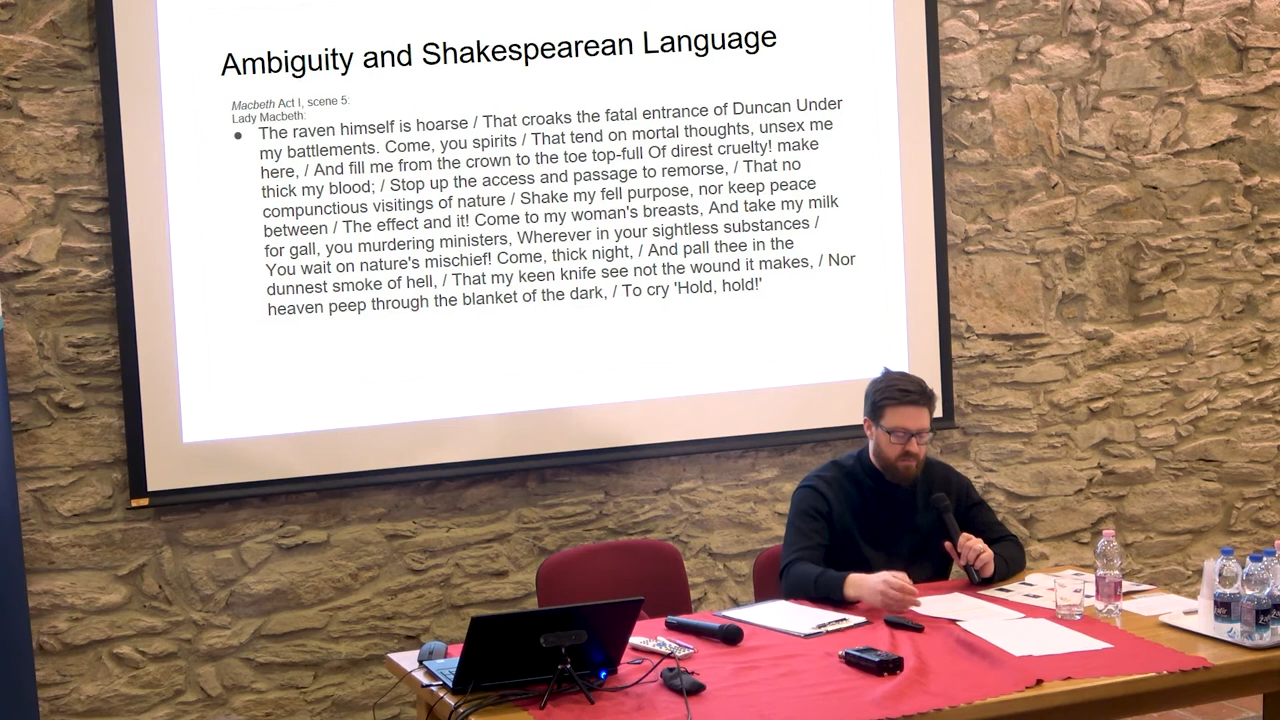 Ambiguity and Shakespearean Language
Macbeth Act I, scene 5:
Lady Macbeth:
● The raven himself is hoarse / That croaks the fatal entrance of Duncan Under
my battlements. Come, you spirits / That tend on mortal thoughts, unsex me
here, / And fill me from the crown to the toe top-full Of direst cruelty! make
thick my blood; / Stop up the access and passage to remorse, / That no
compunctious visitings of nature / Shake my fell purpose, nor keep peace
between / The effect and it! Come to my woman's breasts, And take my milk
for gall, you murdering ministers, Wherever in your sightless substances /
You wait on nature's mischief! Come, thick night, / And pall thee in the
dunnest smoke of hell, / That my keen knife see not the wound it makes, / Nor
heaven peep through the blanket of the dark, / To cry 'Hold, hold!'